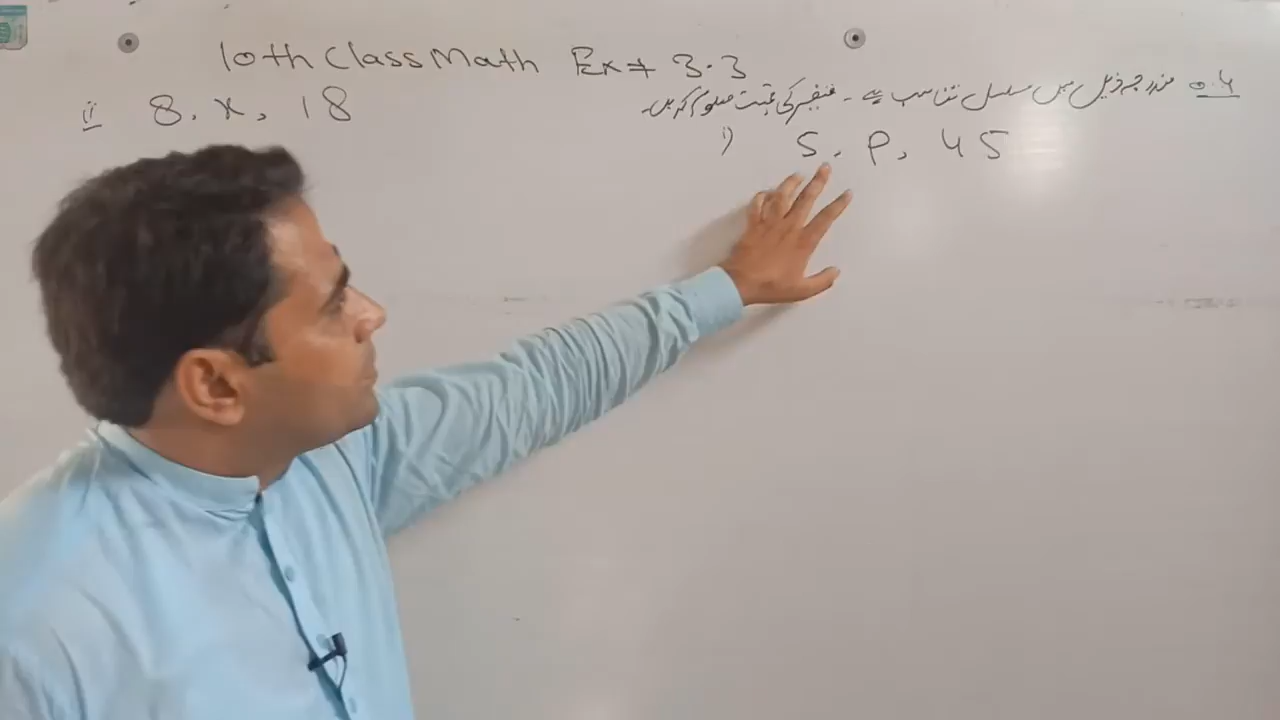 10th Class Math Ex # 3.3
Q.4 مندرجہ ذیل میں مسلسل تناسب ہے۔ متغیر کی قیمت معلوم کریں۔
i) 5, P, 45
ii 8, x, 18